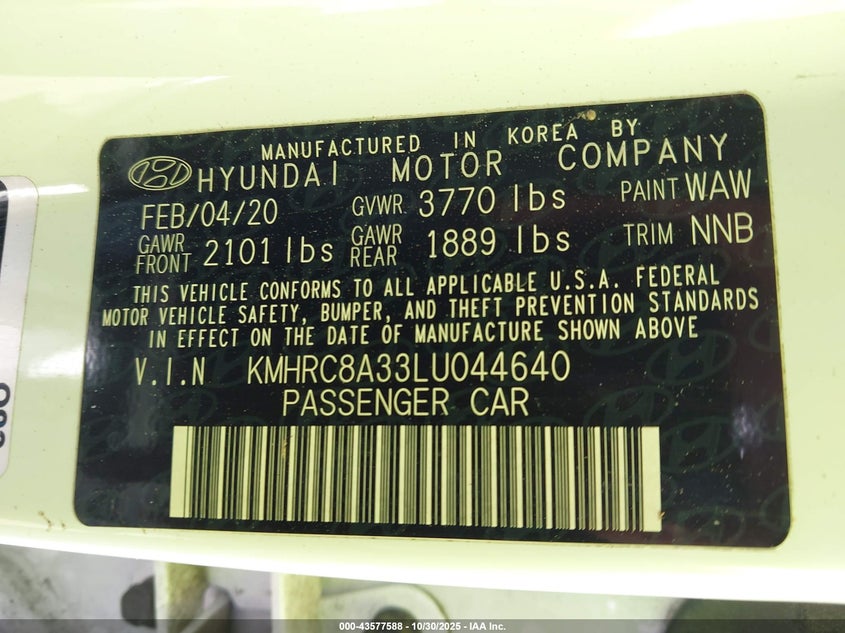 MANUFACTURED IN KOREA BY
HYUNDAI MOTOR COMPANY
FEB/04/20 GVWR 3770 lbs PAINT WAW
GAWR FRONT 2101 lbs GAWR REAR 1889 lbs TRIM NNB
THIS VEHICLE CONFORMS TO ALL APPLICABLE U.S.A. FEDERAL
MOTOR VEHICLE SAFETY, BUMPER, AND THEFT PREVENTION STANDARDS
IN EFFECT ON THE DATE OF MANUFACTURE SHOWN ABOVE
V.I.N KMHRC8A33LU044640
PASSENGER CAR
000-43577588 - 10/30/2025 - IAA Inc.